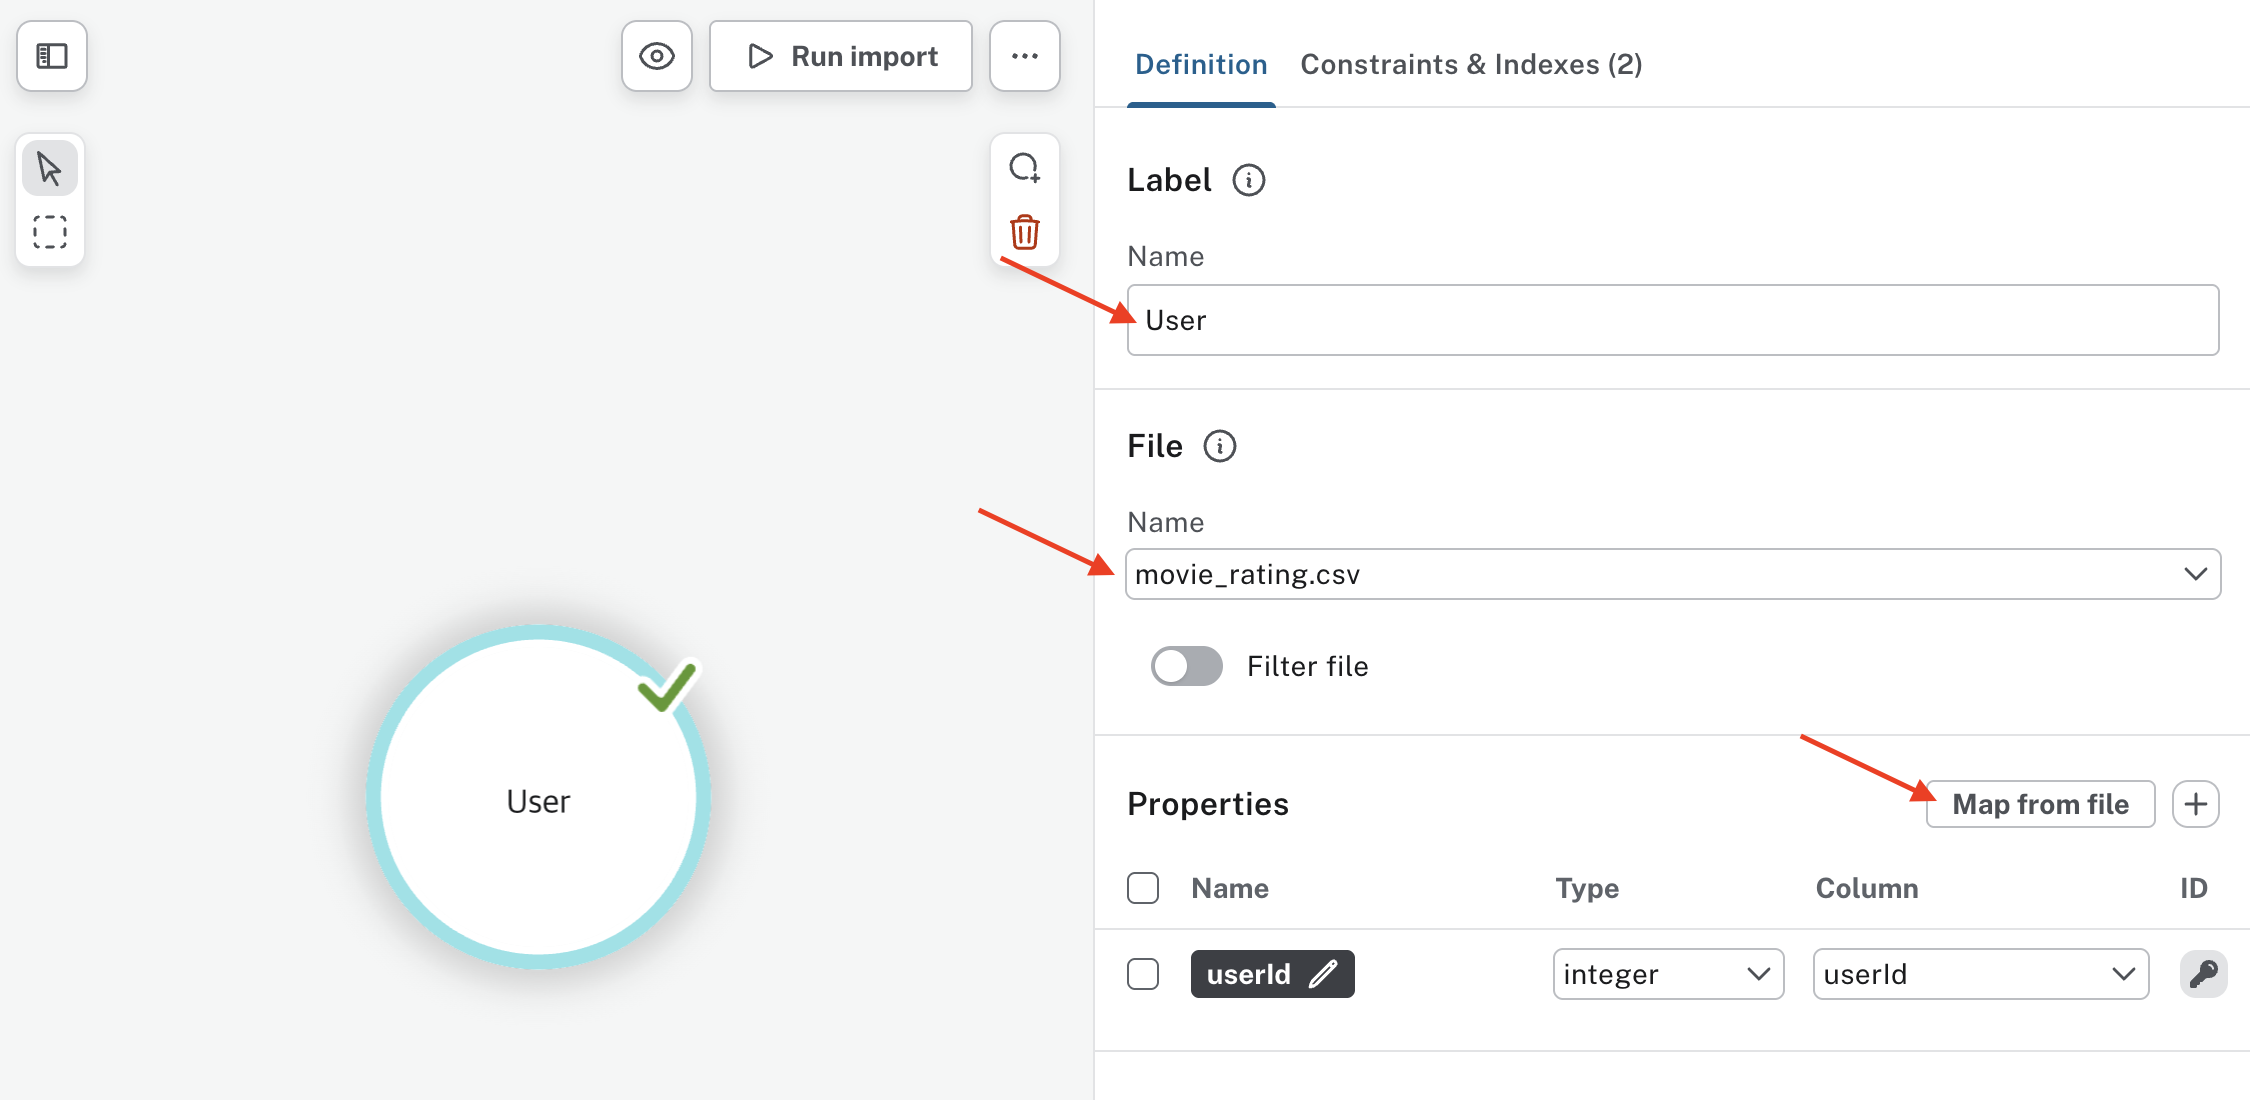 Run import
Definition
Constraints & Indexes (2)
Label
Name
User
File
Name
movie_rating.csv
Filter file
User
Properties
Map from file
Name Type Column ID
userId integer userId